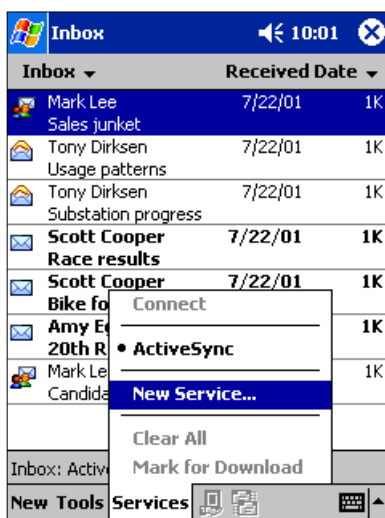 Inbox 10:01
Inbox Received Date
Mark Lee 7/22/01 1K
Sales junket
Tony Dirksen 7/22/01 1K
Usage patterns
Tony Dirksen 7/22/01 1K
Substation progress
Scott Cooper 7/22/01 1K
Race results
Scott Cooper 7/22/01 1K
Bike fo
Amy Eg 1K
20th R
Mark Le 1K
Candida
Connect
ActiveSync
New Service...
Clear All
Mark for Download
Inbox: Active
New Tools Services